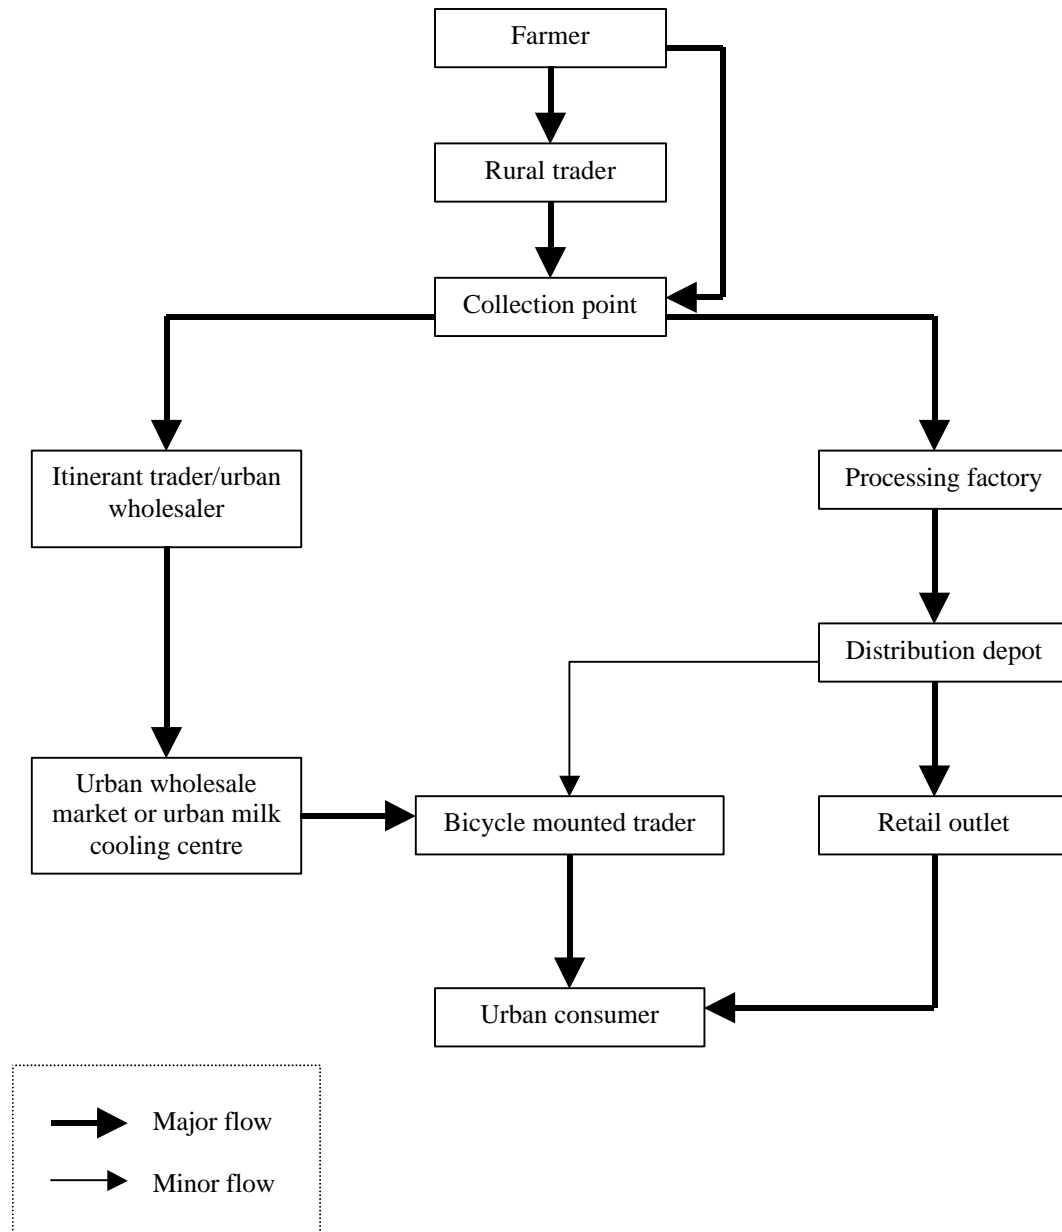 Farmer
Rural trader
Collection point
Itinerant trader/urban
wholesaler
Processing factory
Distribution depot
Urban wholesale
market or urban milk
cooling centre
Bicycle mounted trader
Retail outlet
Urban consumer
Major flow
Minor flow